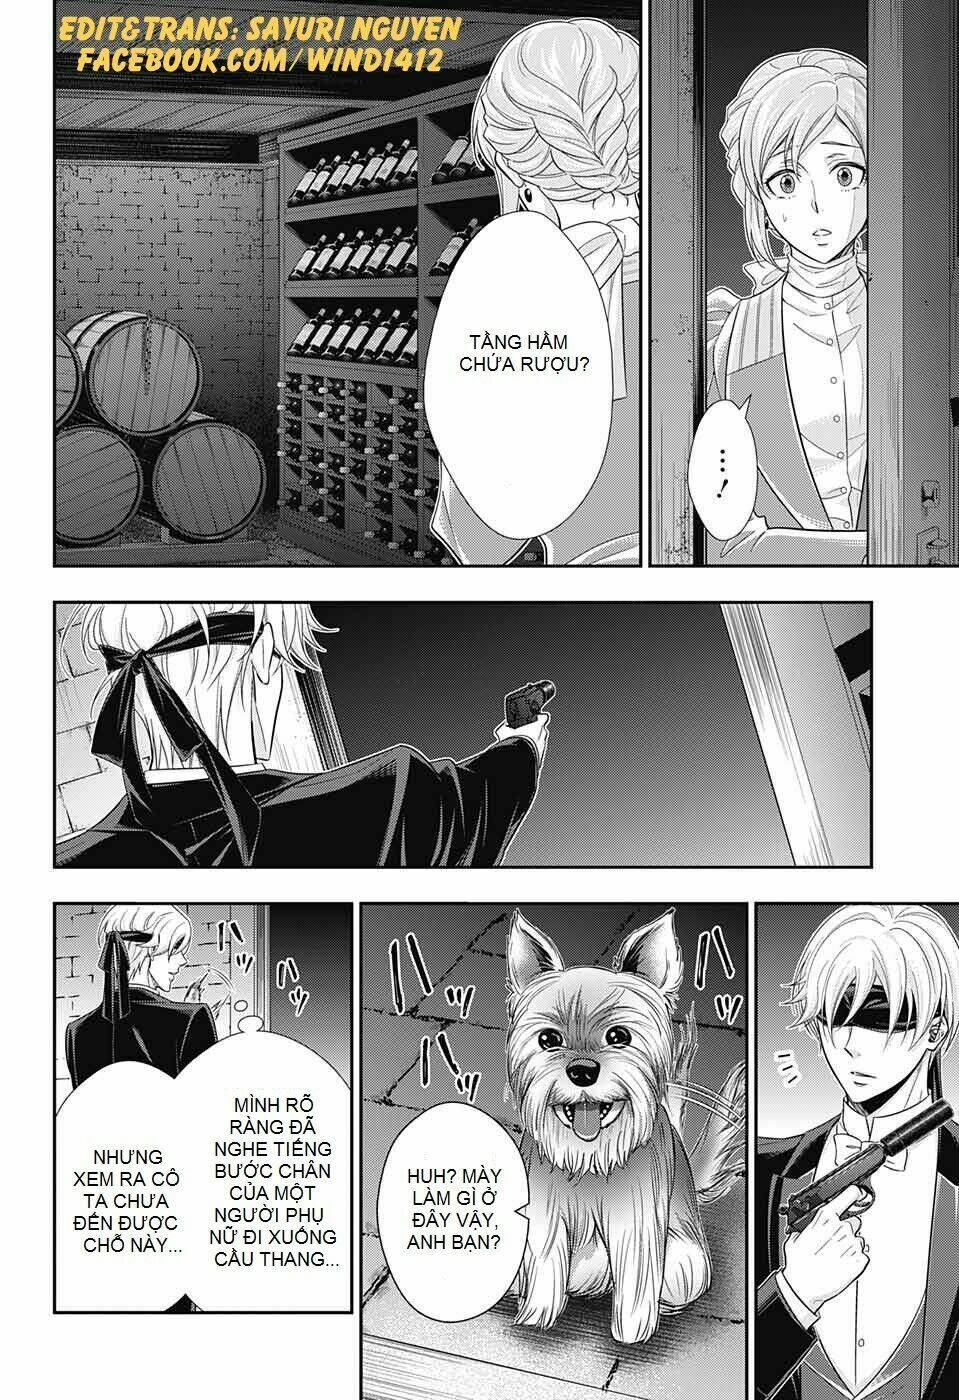 EDIT&TRANS: SAYURI NGUYEN
FACEBOOK.COM/WIND1412
...!
TẦNG HẦM
CHỨA RƯỢU?
HUH? MÀY
LÀM GÌ Ở
ĐÂY VẬY,
ANH BẠN?
MÌNH RÕ
RÀNG ĐÃ
NGHE TIẾNG
BƯỚC CHÂN
CỦA MỘT
NGƯỜI PHỤ
NỮ ĐI XUỐNG
CẦU THANG...
NHƯNG
XEM RA CÔ
TA CHƯA
ĐẾN ĐƯỢC
CHỖ NÀY...